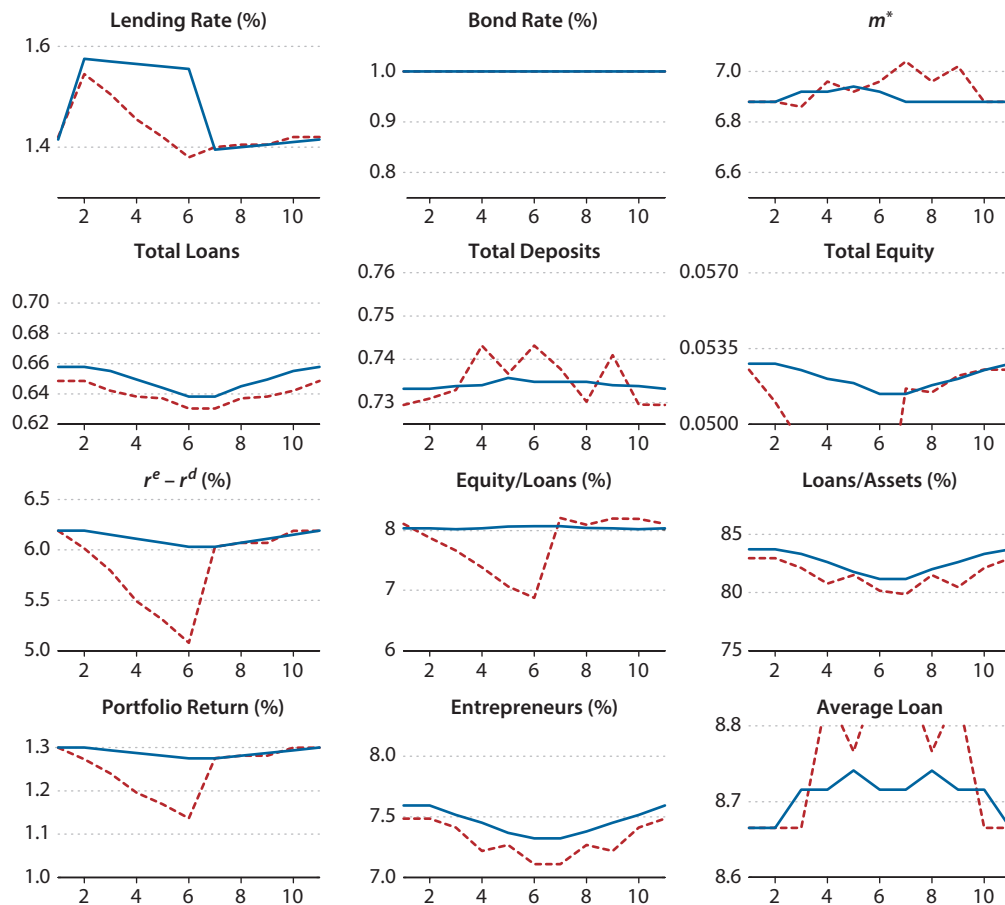 Lending Rate (%)
1.6
1.4
2 4 6 8 10
Bond Rate (%)
1.0
0.9
0.8
2 4 6 8 10
m*
7.0
6.8
6.6
2 4 6 8 10
Total Loans
0.70
0.68
0.66
0.64
0.62
2 4 6 8 10
Total Deposits
0.76
0.75
0.74
0.73
2 4 6 8 10
Total Equity
0.0570
0.0535
0.0500
2 4 6 8 10
r^e – r^d (%)
6.5
6.0
5.5
5.0
2 4 6 8 10
Equity/Loans (%)
8
7
6
2 4 6 8 10
Loans/Assets (%)
85
80
75
2 4 6 8 10
Portfolio Return (%)
1.3
1.2
1.1
1.0
2 4 6 8 10
Entrepreneurs (%)
8.0
7.5
7.0
2 4 6 8 10
Average Loan
8.8
8.7
8.6
2 4 6 8 10